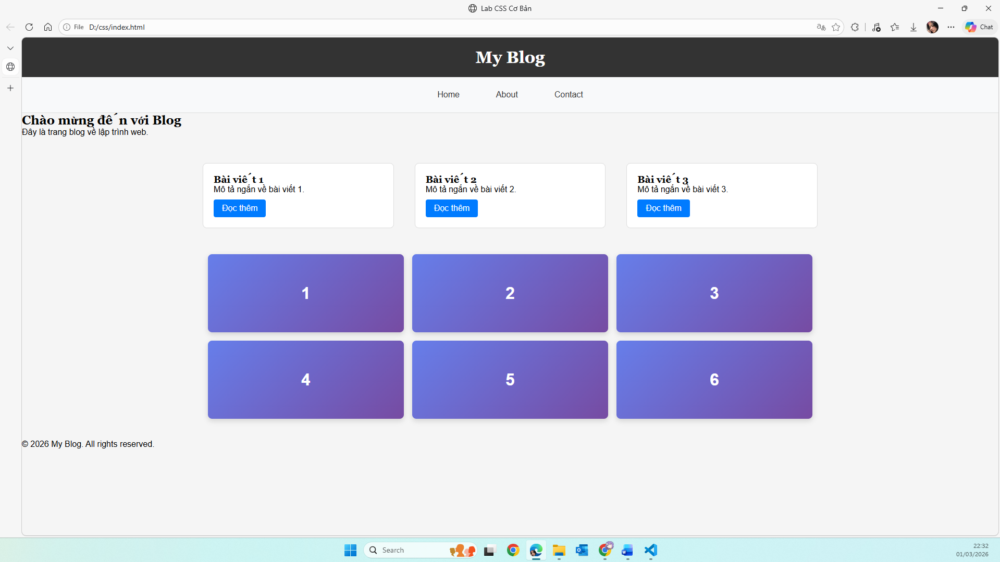 Lab CSS Cơ Bản
File D:/css/index.html
Chat
My Blog
Home About Contact
Chào mừng đến với Blog
Đây là trang blog về lập trình web.
Bài viết 1
Mô tả ngắn về bài viết 1.
Đọc thêm
Bài viết 2
Mô tả ngắn về bài viết 2.
Đọc thêm
Bài viết 3
Mô tả ngắn về bài viết 3.
Đọc thêm
1 2 3
4 5 6
© 2026 My Blog. All rights reserved.
Search
22:32
01/03/2026